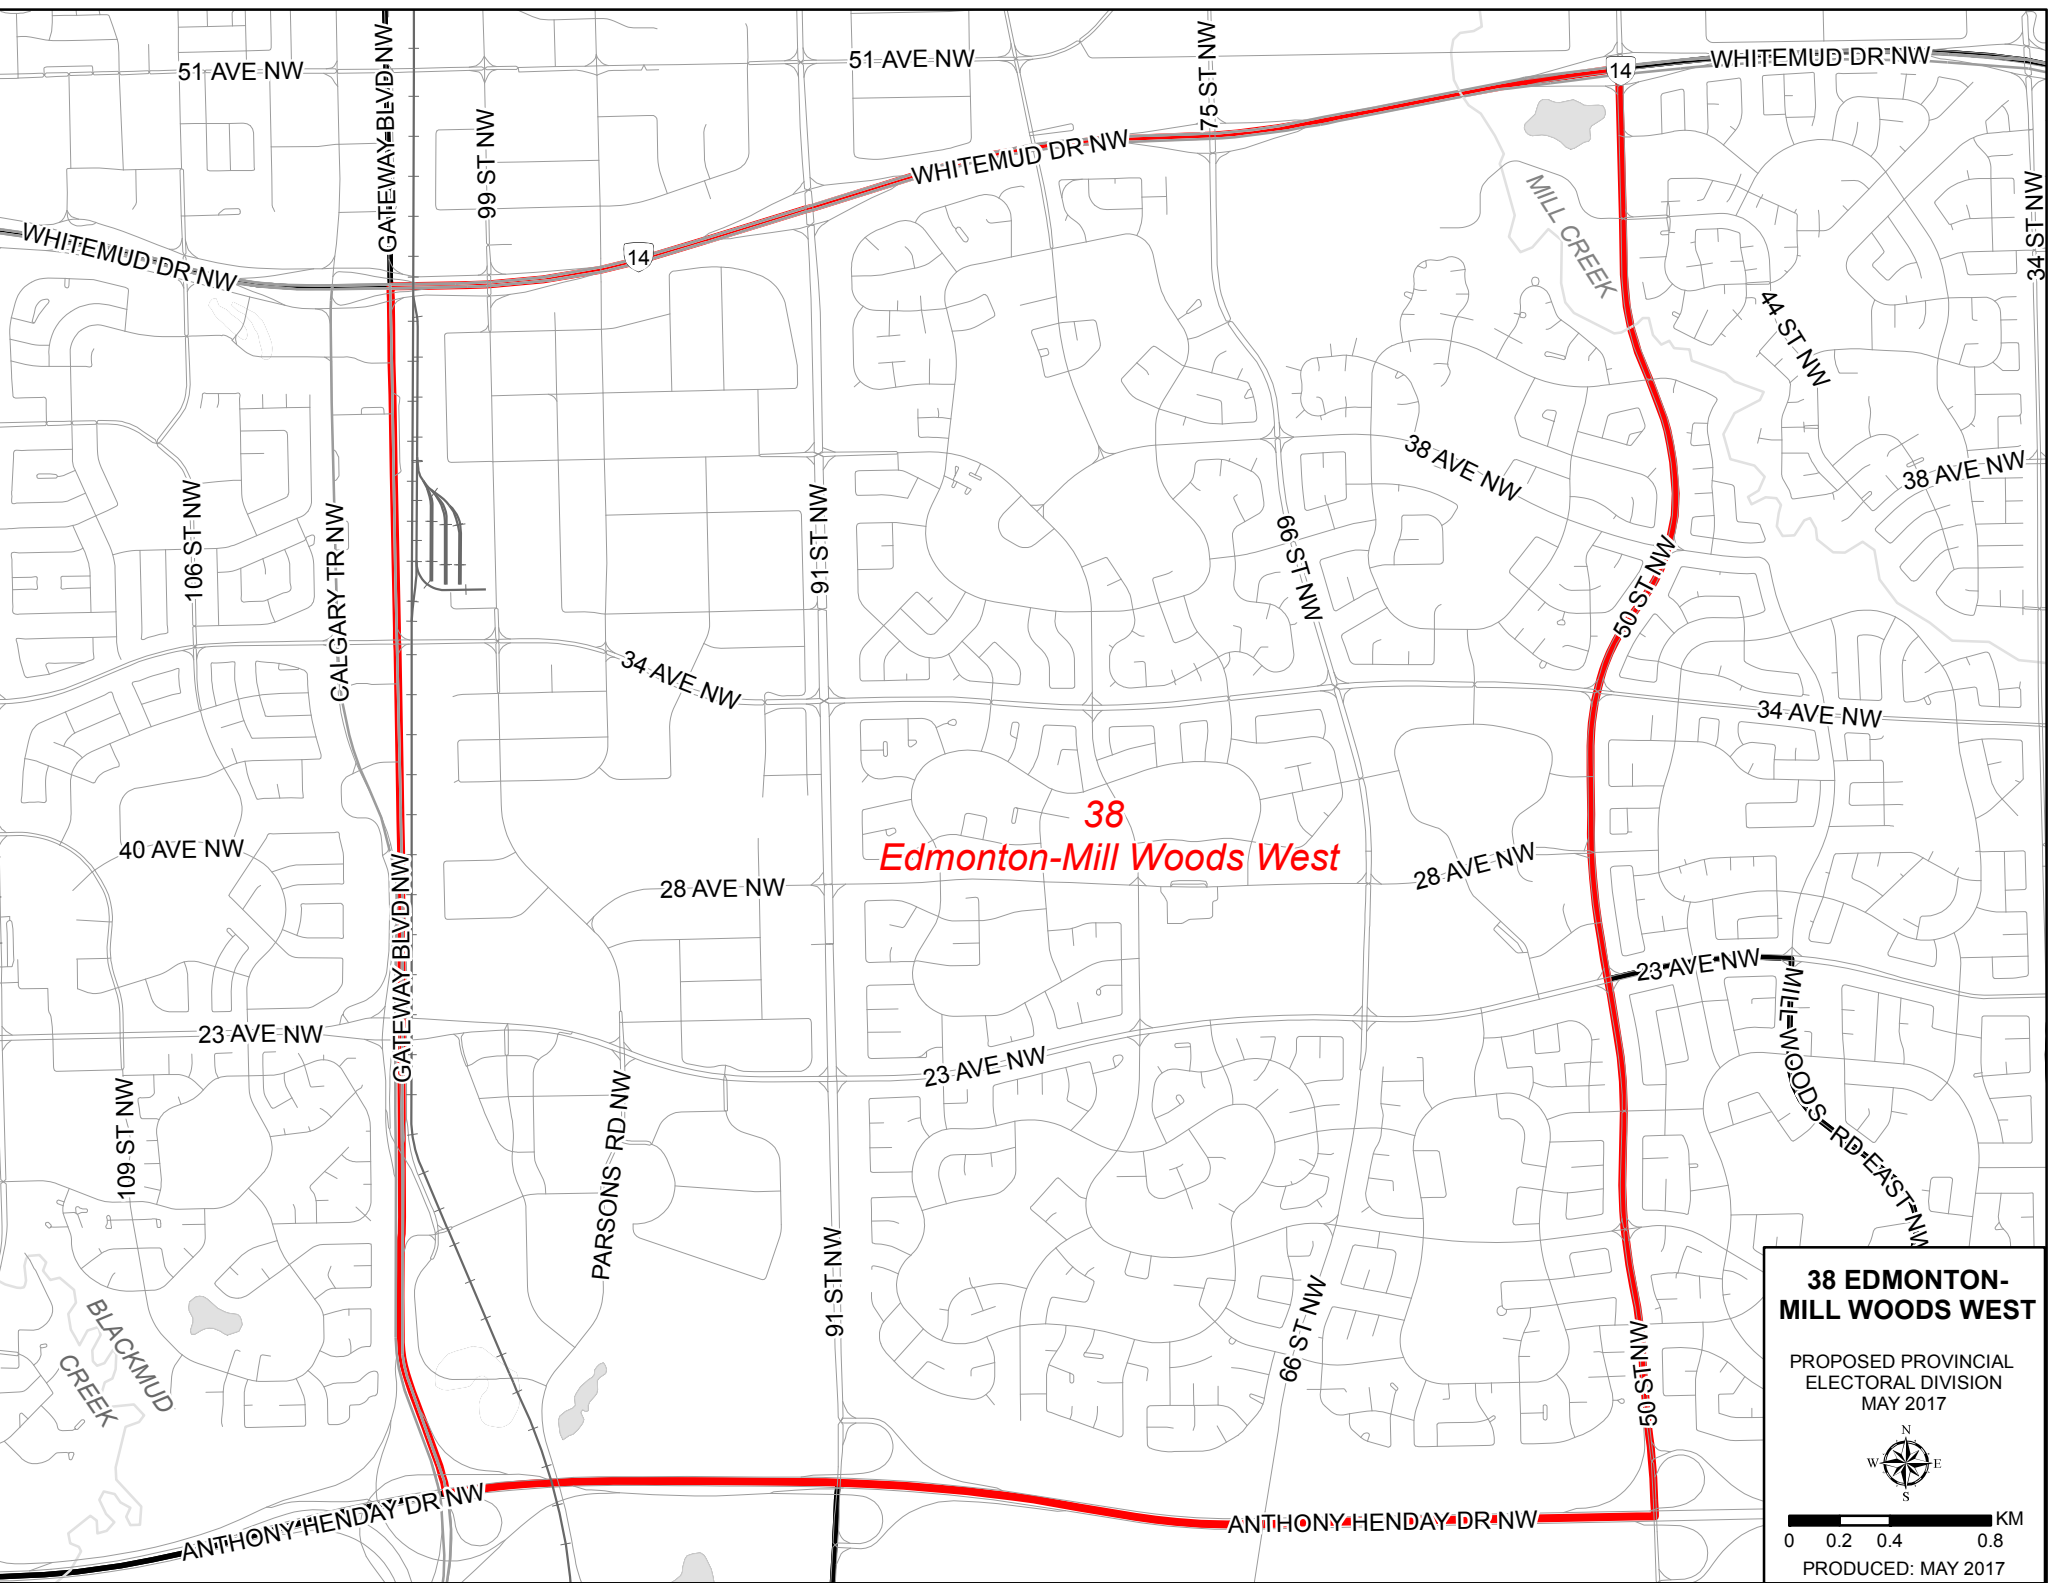 51 AVE NW
GATEWAY BLVD NW
99 ST NW
51 AVE NW
75 ST NW
14
WHITEMUD DR NW
WHITEMUD DR NW
WHITEMUD DR NW
14
MILL CREEK
34 ST NW
44 ST NW
38 AVE NW
38 AVE NW
106 ST NW
CALGARY TR NW
91 ST NW
66 ST NW
50 ST NW
34 AVE NW
34 AVE NW
38
Edmonton-Mill Woods West
40 AVE NW
28 AVE NW
28 AVE NW
GATEWAY BLVD NW
23 AVE NW
23 AVE NW
23 AVE NW
MILL WOODS RD EAST NW
109 ST NW
PARSONS RD NW
91 ST NW
66 ST NW
50 ST NW
BLACKMUD
CREEK
ANTHONY HENDAY DR NW
ANTHONY HENDAY DR NW
38 EDMONTON-
MILL WOODS WEST
PROPOSED PROVINCIAL
ELECTORAL DIVISION
MAY 2017
N
W E
S
KM
0 0.2 0.4 0.8
PRODUCED: MAY 2017